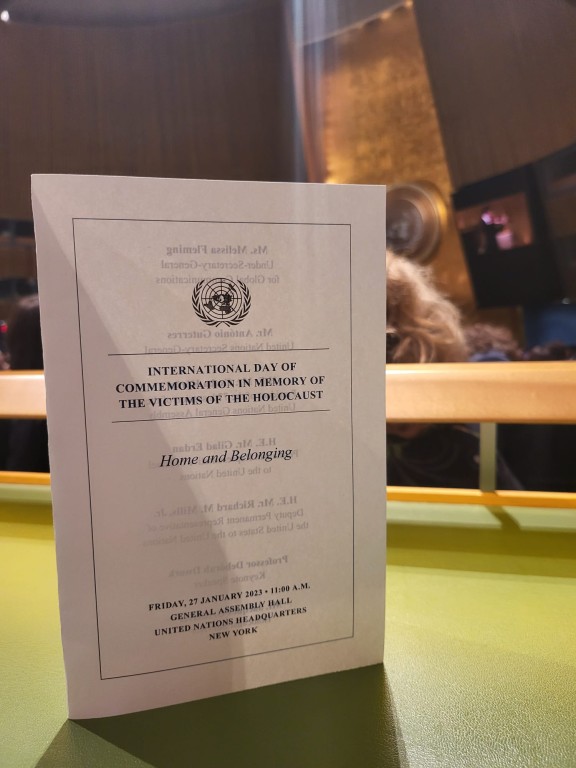 INTERNATIONAL DAY OF
COMMEMORATION IN MEMORY OF
THE VICTIMS OF THE HOLOCAUST
Home and Belonging
FRIDAY, 27 JANUARY 2023 • 11:00 A.M.
GENERAL ASSEMBLY HALL
UNITED NATIONS HEADQUARTERS
NEW YORK